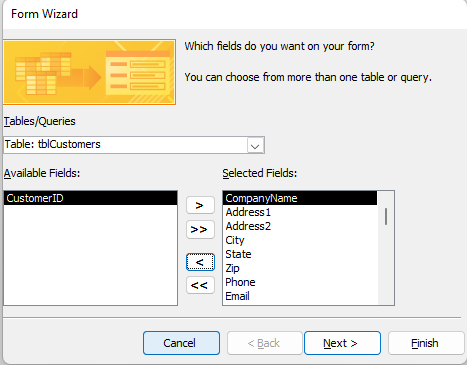 Form Wizard
Which fields do you want on your form?
You can choose from more than one table or query.
Tables/Queries
Table: tblCustomers
Available Fields:
Selected Fields:
CustomerID
>
>>
<
<<
CompanyName
Address1
Address2
City
State
Zip
Phone
Email
Cancel
< Back
Next >
Finish